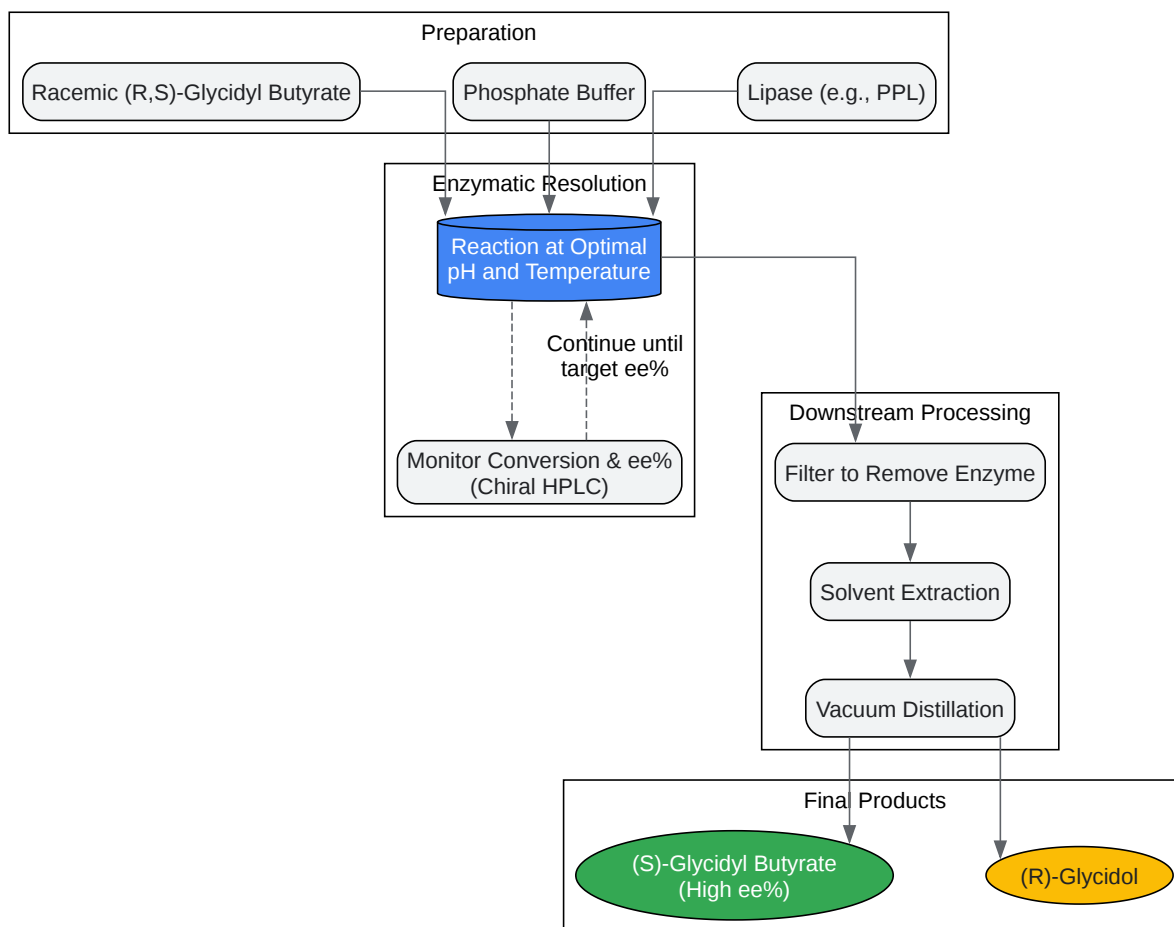 Preparation
Racemic (R,S)-Glycidyl Butyrate
Phosphate Buffer
Lipase (e.g., PPL)
Enzymatic Resolution
Reaction at Optimal
pH and Temperature
Continue until
target ee%
Monitor Conversion & ee%
(Chiral HPLC)
Downstream Processing
Filter to Remove Enzyme
Solvent Extraction
Vacuum Distillation
Final Products
(S)-Glycidyl Butyrate
(High ee%)
(R)-Glycidol